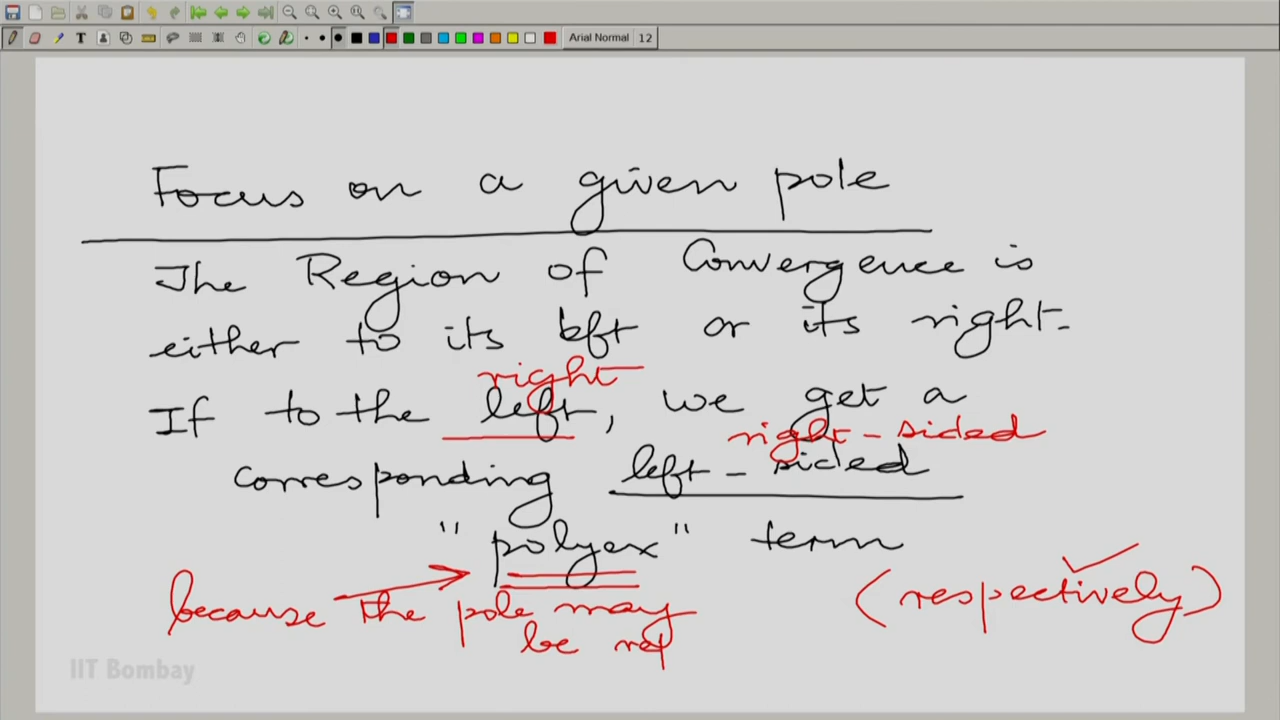 Arial Normal 12
Focus on a given pole
The Region of Convergence is
either to its left or its right.
right
If to the left, we get a
right-sided
corresponding left-sided
"polyex" term
because the pole may (respectively)
be
IIT Bombay